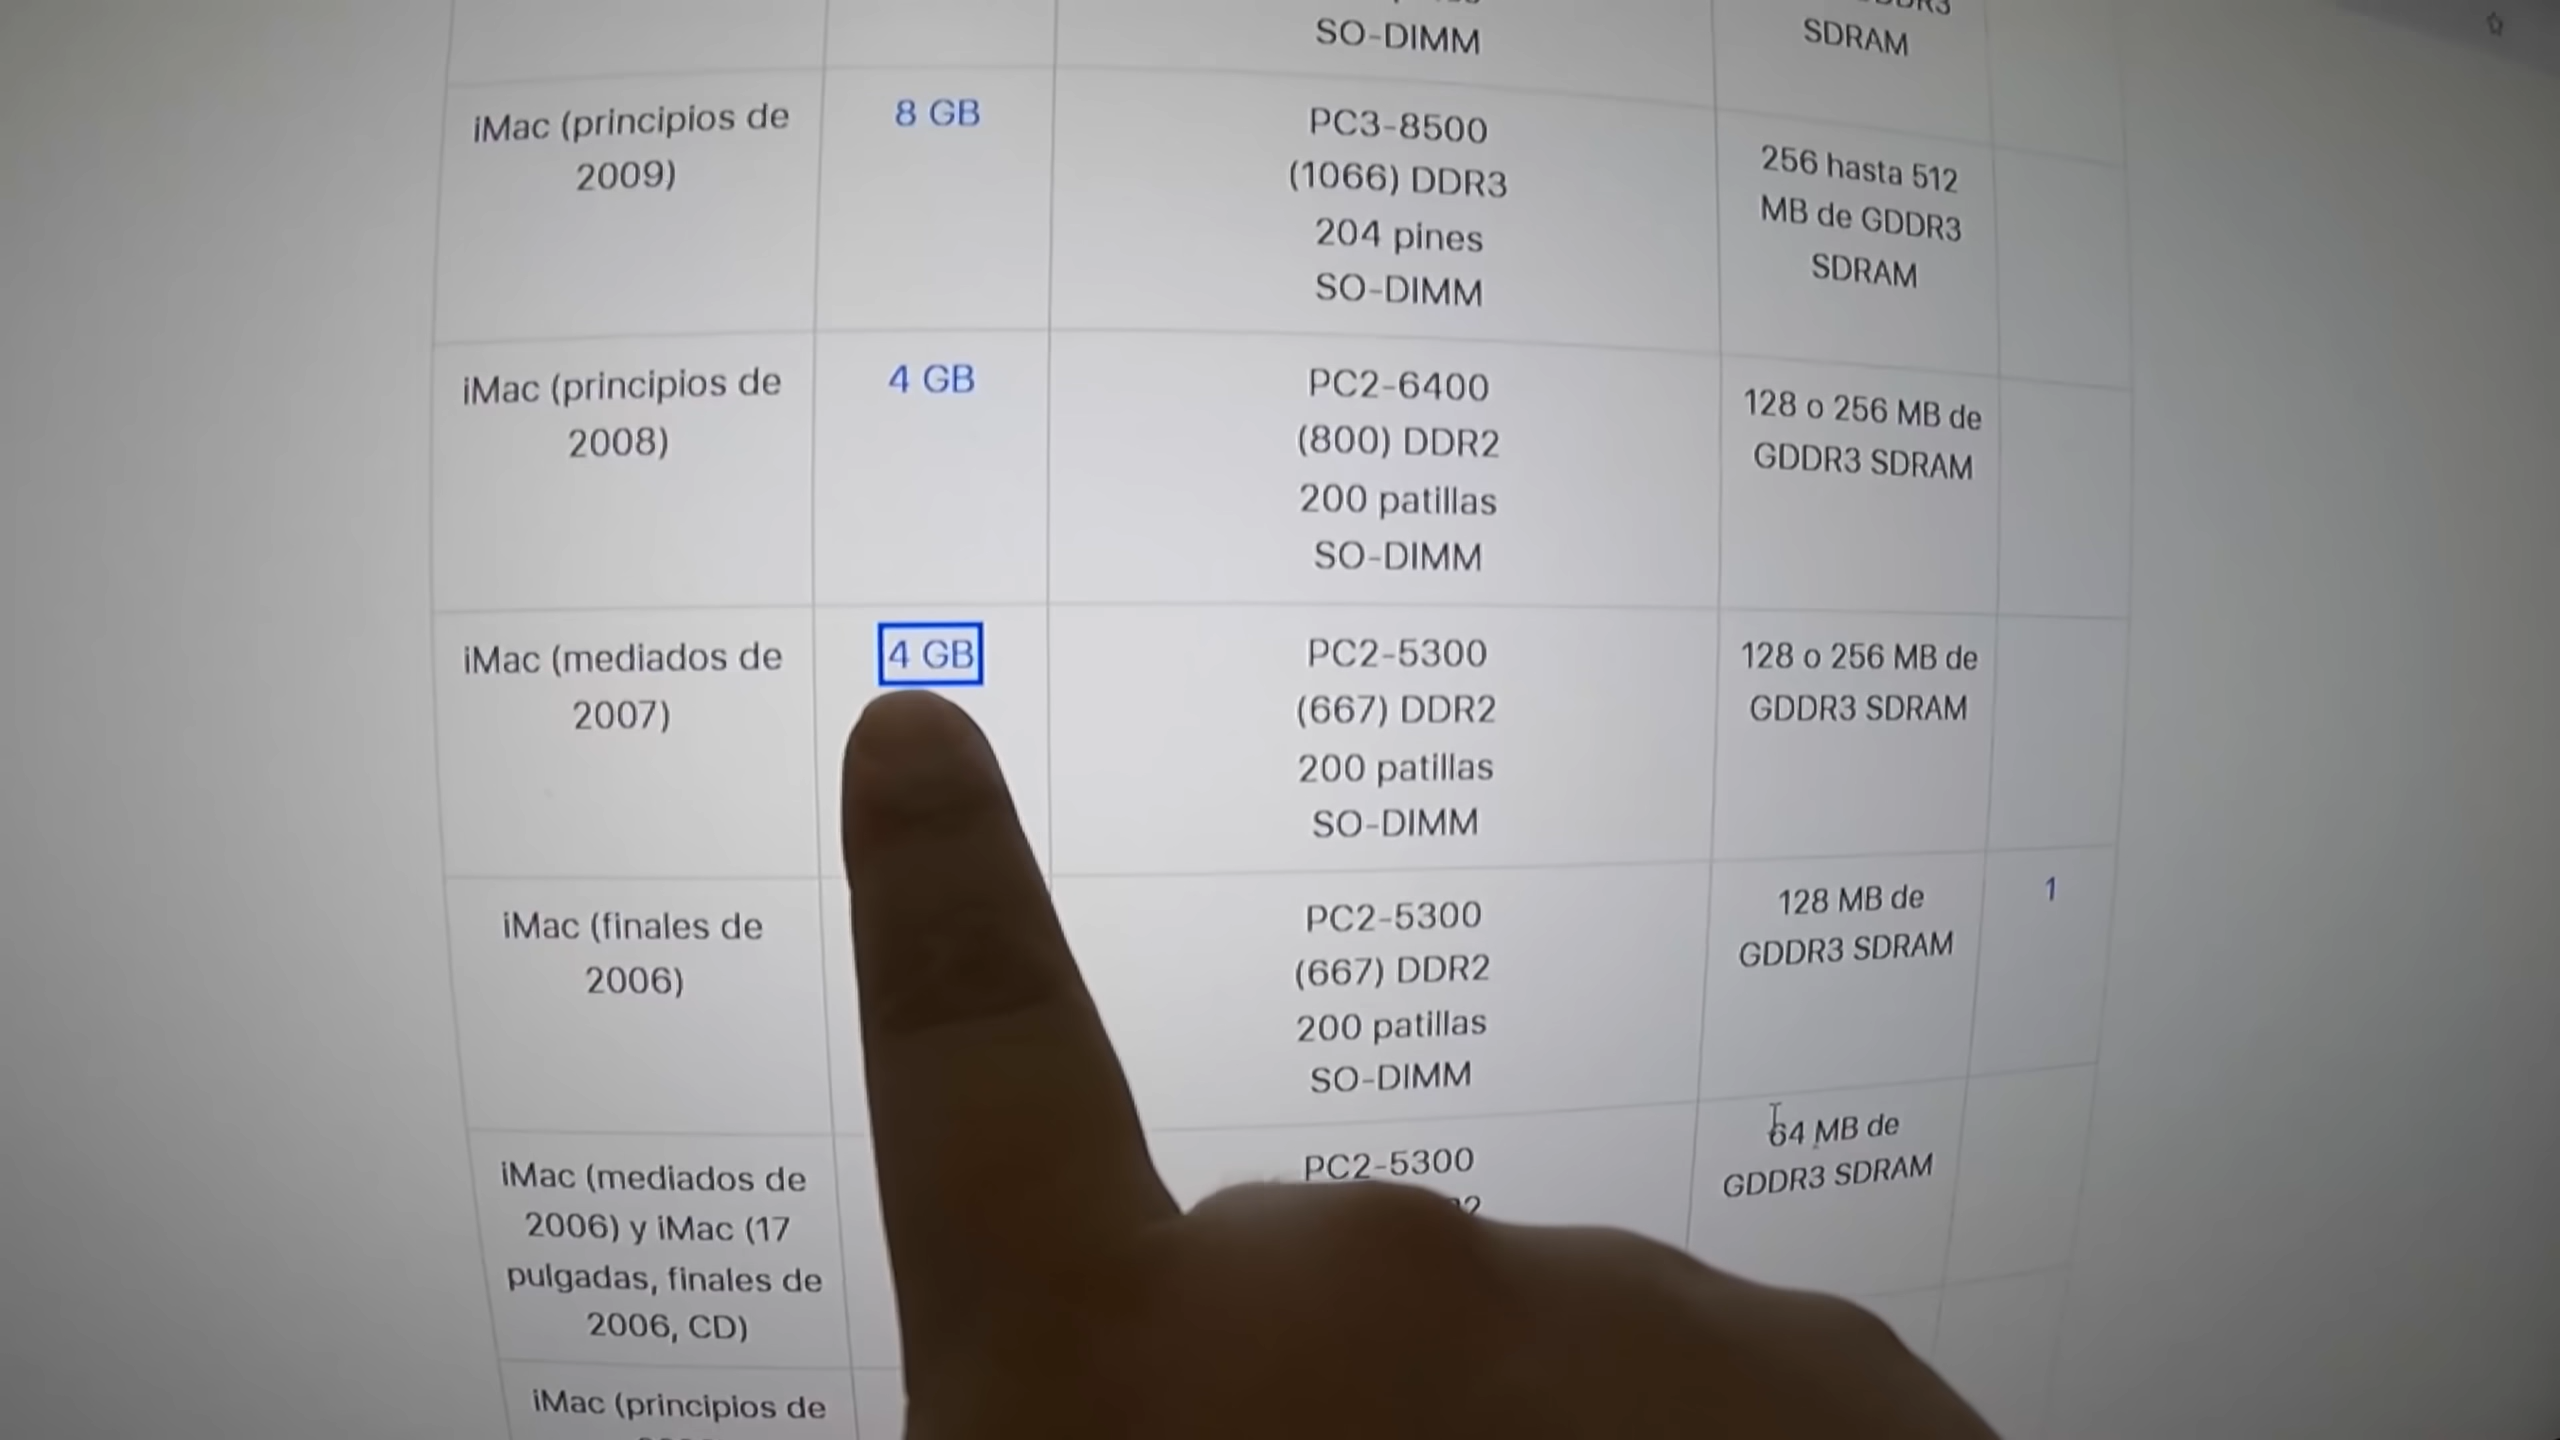 SO-DIMM
SDRAM
iMac (principios de
2009)
8 GB
PC3-8500
(1066) DDR3
204 pines
SO-DIMM
256 hasta 512
MB de GDDR3
SDRAM
iMac (principios de
2008)
4 GB
PC2-6400
(800) DDR2
200 patillas
SO-DIMM
128 o 256 MB de
GDDR3 SDRAM
iMac (mediados de
2007)
4 GB
PC2-5300
(667) DDR2
200 patillas
SO-DIMM
128 o 256 MB de
GDDR3 SDRAM
iMac (finales de
2006)
PC2-5300
(667) DDR2
200 patillas
SO-DIMM
128 MB de
GDDR3 SDRAM
1
iMac (mediados de
2006) y iMac (17
pulgadas, finales de
2006, CD)
PC2-5300
64 MB de
GDDR3 SDRAM
iMac (principios de